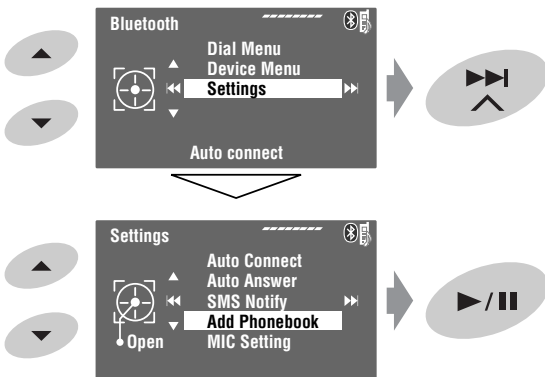 Bluetooth
Dial Menu
Device Menu
Settings
Auto connect
Settings
Auto Connect
Auto Answer
SMS Notify
Add Phonebook
Open
MIC Setting